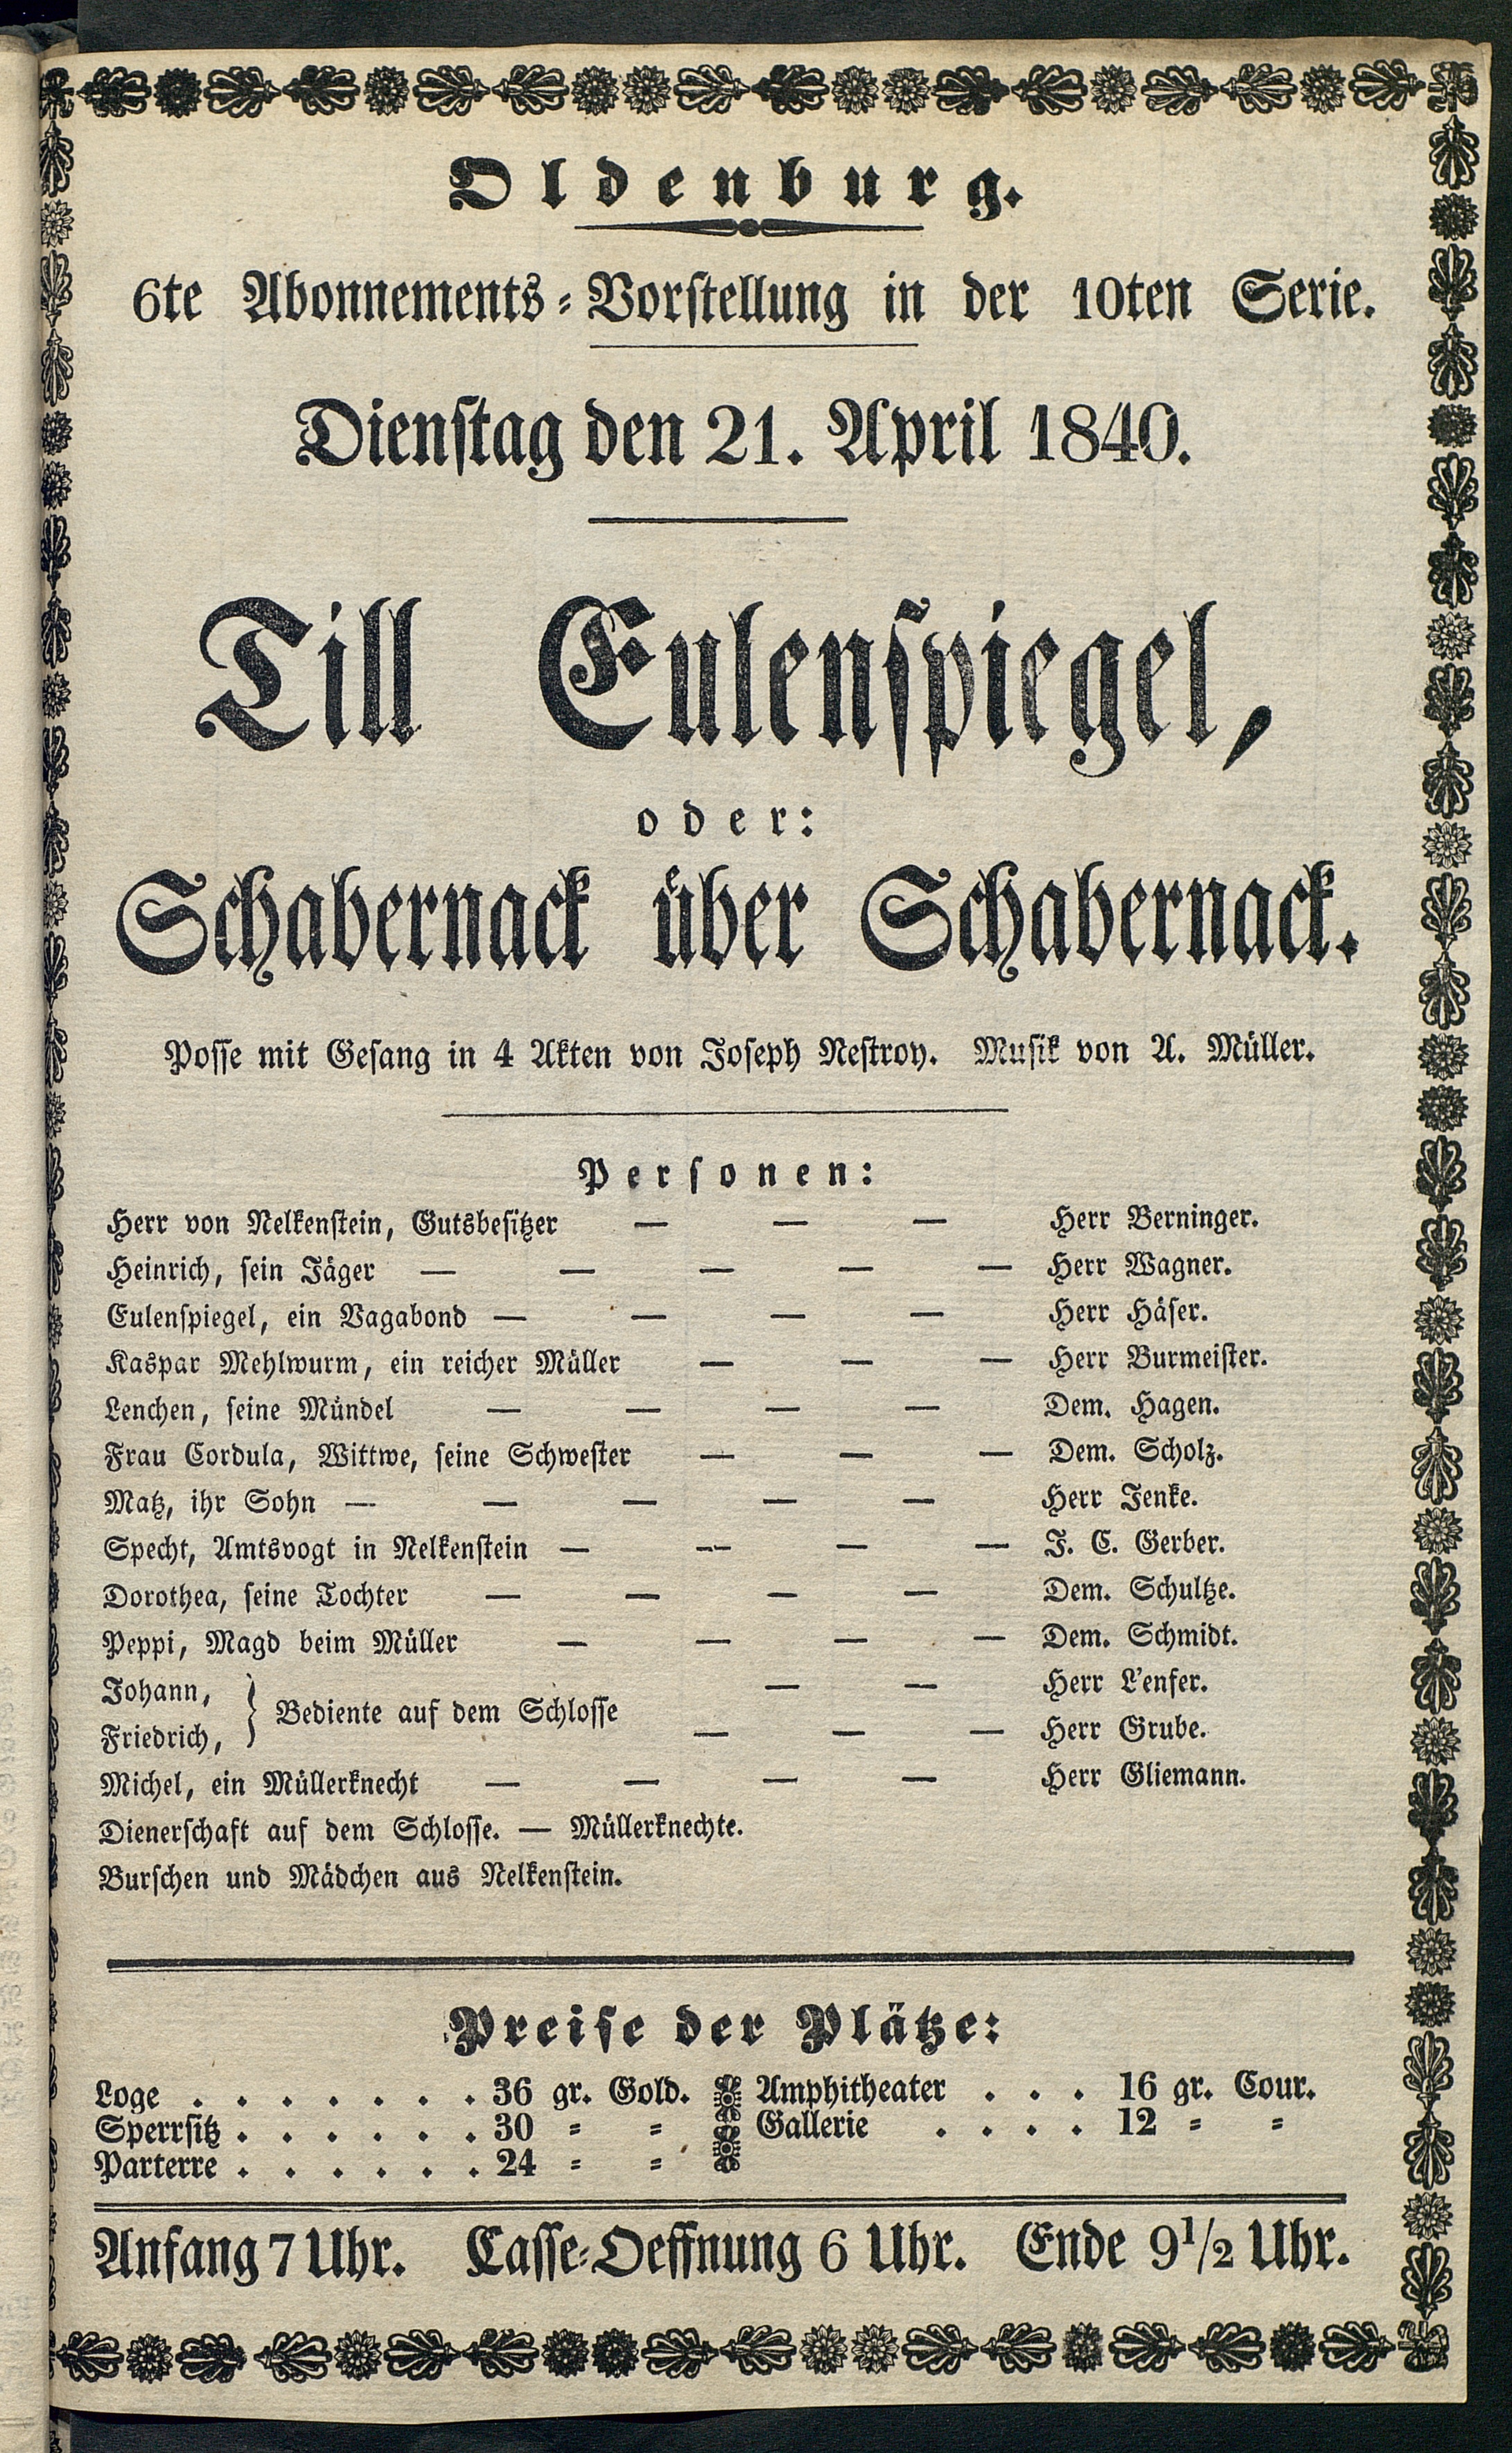 Oldenburg.
6te Abonnements-Vorstellung in der 10ten Serie.
Dienstag den 21. April 1840.
Till Eulenspiegel,
oder:
Schabernack über Schabernack.
Posse mit Gesang in 4 Akten von Joseph Nestroy. Musik von A. Müller.
Personen:
Herr von Nelkenstein, Gutsbesitzer — — — Herr Berninger.
Heinrich, sein Jäger — — — — — Herr Wagner.
Eulenspiegel, ein Vagabond — — — — Herr Häser.
Kaspar Mehlwurm, ein reicher Müller — — — Herr Burmeister.
Lenchen, seine Mündel — — — — Dem. Hagen.
Frau Cordula, Wittwe, seine Schwester — — — Dem. Scholz.
Matz, ihr Sohn — — — — — Herr Jenke.
Specht, Amtsvogt in Nelkenstein — — — — J. C. Gerber.
Dorothea, seine Tochter — — — — Dem. Schultze.
Peppi, Magd beim Müller — — — — Dem. Schmidt.
Johann, } Bediente auf dem Schlosse — — Herr L'enfer.
Friedrich, — — — Herr Grube.
Michel, ein Müllerknecht — — — — Herr Gliemann.
Dienerschaft auf dem Schlosse. — Müllerknechte.
Burschen und Mädchen aus Nelkenstein.
Preise der Plätze:
Loge . . . . . . . 36 gr. Gold. Amphitheater . . . 16 gr. Cour.
Sperrsitz . . . . . . 30 = = Gallerie . . . . 12 = =
Parterre . . . . . . 24 = =
Anfang 7 Uhr. Casse-Oeffnung 6 Uhr. Ende 9 1/2 Uhr.